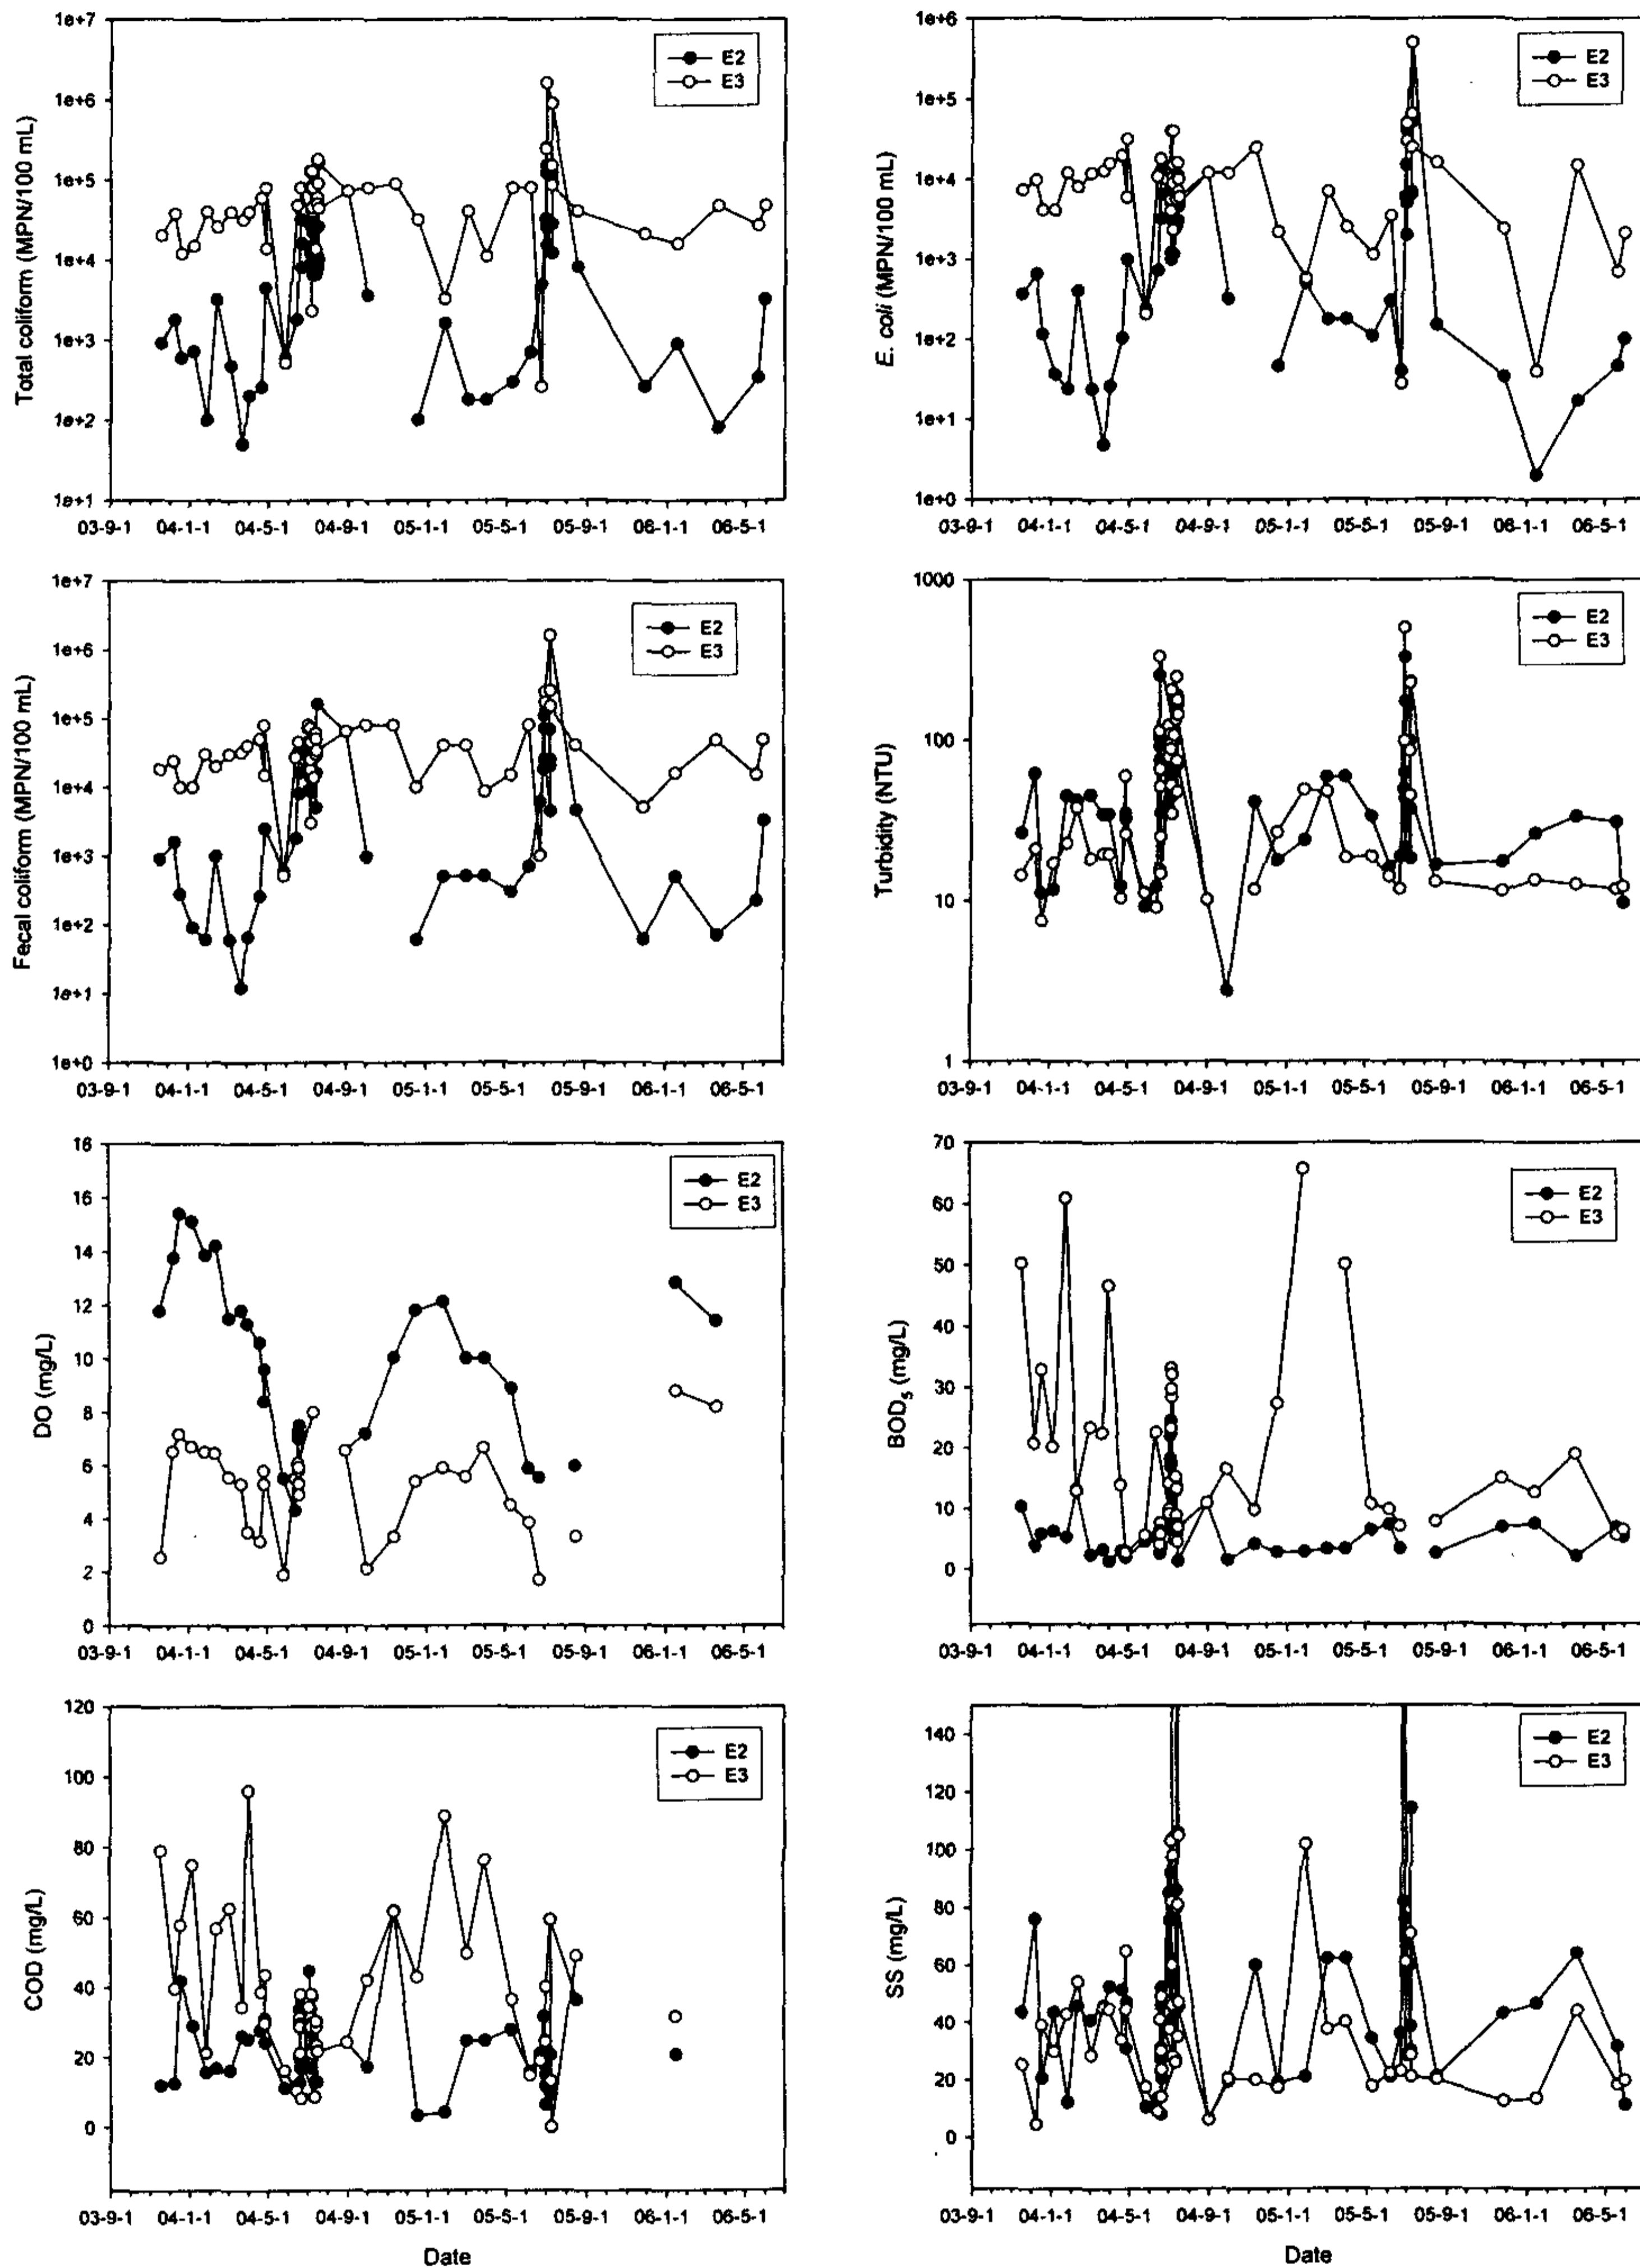 1e+7
1e+6
1e+5
1e+4
1e+3
1e+2
1e+1
Total coliform (MPN/100 mL)
E2
E3
03-9-1 04-1-1 04-5-1 04-9-1 05-1-1 05-5-1 05-9-1 06-1-1 06-5-1
1e+6
1e+5
1e+4
1e+3
1e+2
1e+1
1e+0
E. coli (MPN/100 mL)
E2
E3
03-9-1 04-1-1 04-5-1 04-9-1 05-1-1 05-5-1 05-9-1 06-1-1 06-5-1
1e+7
1e+6
1e+5
1e+4
1e+3
1e+2
1e+1
1e+0
Fecal coliform (MPN/100 mL)
E2
E3
03-9-1 04-1-1 04-5-1 04-9-1 05-1-1 05-5-1 05-9-1 06-1-1 06-5-1
1000
100
10
1
Turbidity (NTU)
E2
E3
03-9-1 04-1-1 04-5-1 04-9-1 05-1-1 05-5-1 05-9-1 06-1-1 06-5-1
18
16
14
12
10
8
6
4
2
0
DO (mg/L)
E2
E3
03-9-1 04-1-1 04-5-1 04-9-1 05-1-1 05-5-1 05-9-1 06-1-1 06-5-1
70
60
50
40
30
20
10
0
BOD₅ (mg/L)
E2
E3
03-9-1 04-1-1 04-5-1 04-9-1 05-1-1 05-5-1 05-9-1 06-1-1 06-5-1
120
100
80
60
40
20
0
COD (mg/L)
E2
E3
03-9-1 04-1-1 04-5-1 04-9-1 05-1-1 05-5-1 05-9-1 06-1-1 06-5-1
Date
140
120
100
80
60
40
20
0
SS (mg/L)
E2
E3
03-9-1 04-1-1 04-5-1 04-9-1 05-1-1 05-5-1 05-9-1 06-1-1 06-5-1
Date